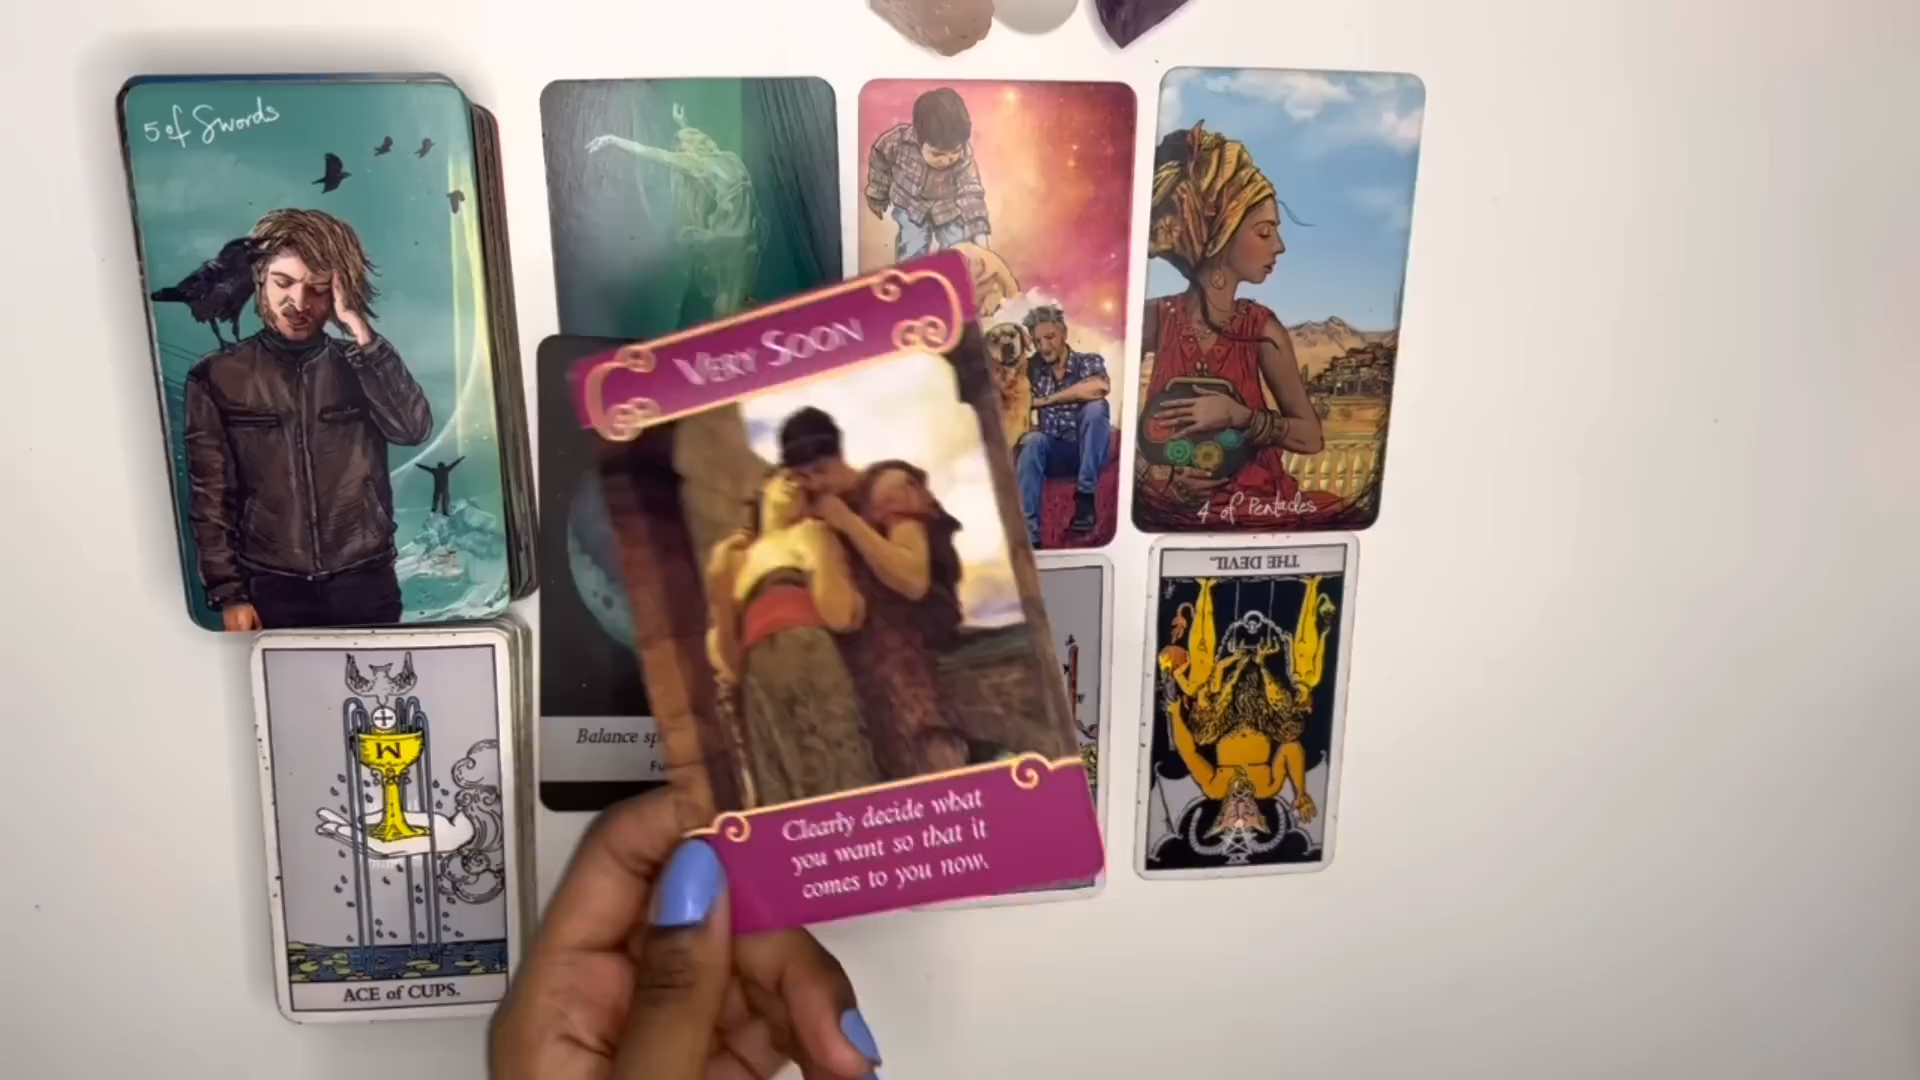 5 of Swords
VERY SOON
4 of Pentacles
THE DEVIL.
Balance
Clearly decide what
you want so that it
comes to you now.
ACE of CUPS.